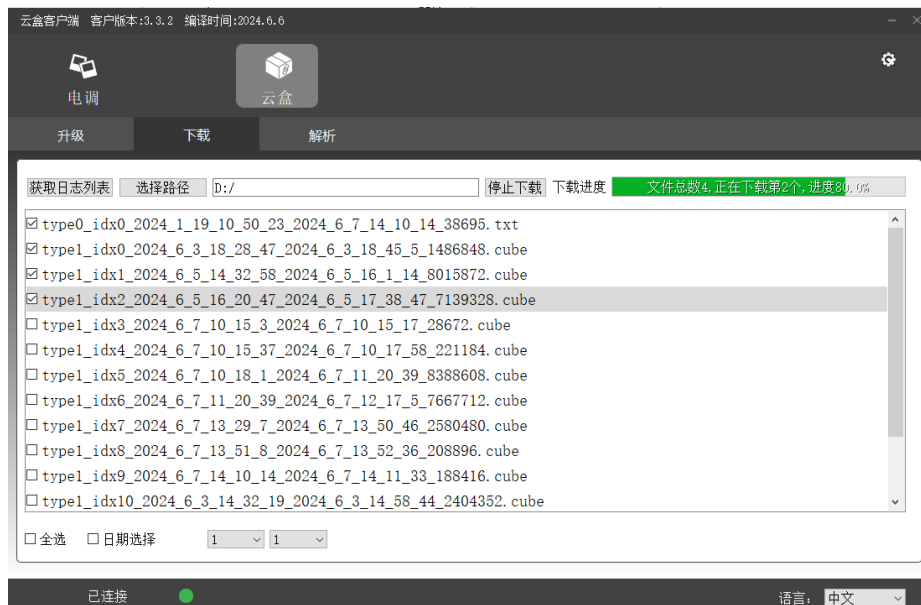 云盒客户端 客户版本:3.3.2 编译时间:2024.6.6
电调
云盒
升级 下载 解析
获取日志列表 选择路径 D:/ 停止下载 下载进度 文件总数4,正在下载第2个,进度80.0%
type0_idx0_2024_1_19_10_50_23_2024_6_7_14_10_14_38695.txt
type1_idx0_2024_6_3_18_28_47_2024_6_3_18_45_5_1486848.cube
type1_idx1_2024_6_5_14_32_58_2024_6_5_16_1_14_8015872.cube
type1_idx2_2024_6_5_16_20_47_2024_6_5_17_38_47_7139328.cube
type1_idx3_2024_6_7_10_15_3_2024_6_7_10_15_17_28672.cube
type1_idx4_2024_6_7_10_15_37_2024_6_7_10_17_58_221184.cube
type1_idx5_2024_6_7_10_18_1_2024_6_7_11_20_39_8388608.cube
type1_idx6_2024_6_7_11_20_39_2024_6_7_12_17_5_7667712.cube
type1_idx7_2024_6_7_13_29_7_2024_6_7_13_50_46_2580480.cube
type1_idx8_2024_6_7_13_51_8_2024_6_7_13_52_36_208896.cube
type1_idx9_2024_6_7_14_10_14_2024_6_7_14_11_33_188416.cube
type1_idx10_2024_6_3_14_32_19_2024_6_3_14_58_44_2404352.cube
全选 日期选择 1 1
已连接 语言: 中文